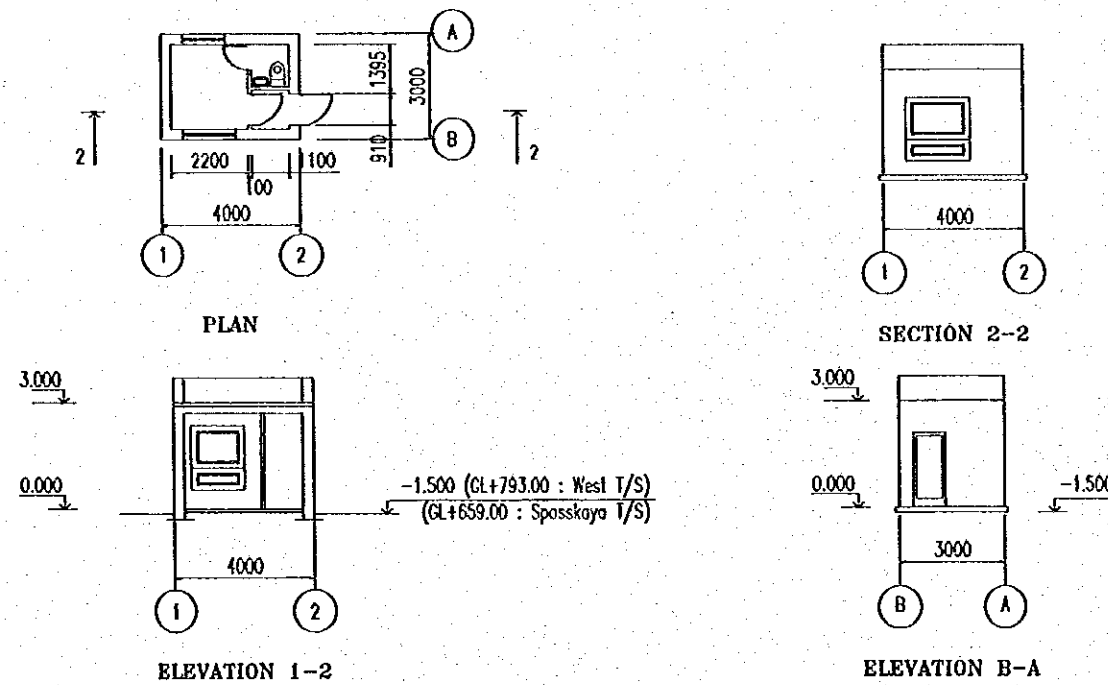 A
1395
3000
910
B
2
2
2200
100
100
4000
1
2
PLAN
4000
1
2
SECTION 2-2
3.000
0.000
-1.500 (GL+793.00 : West T/S)
(GL+659.00 : Spasskaya T/S)
4000
1
2
ELEVATION 1-2
3.000
0.000
-1.500
3000
B
A
ELEVATION B-A